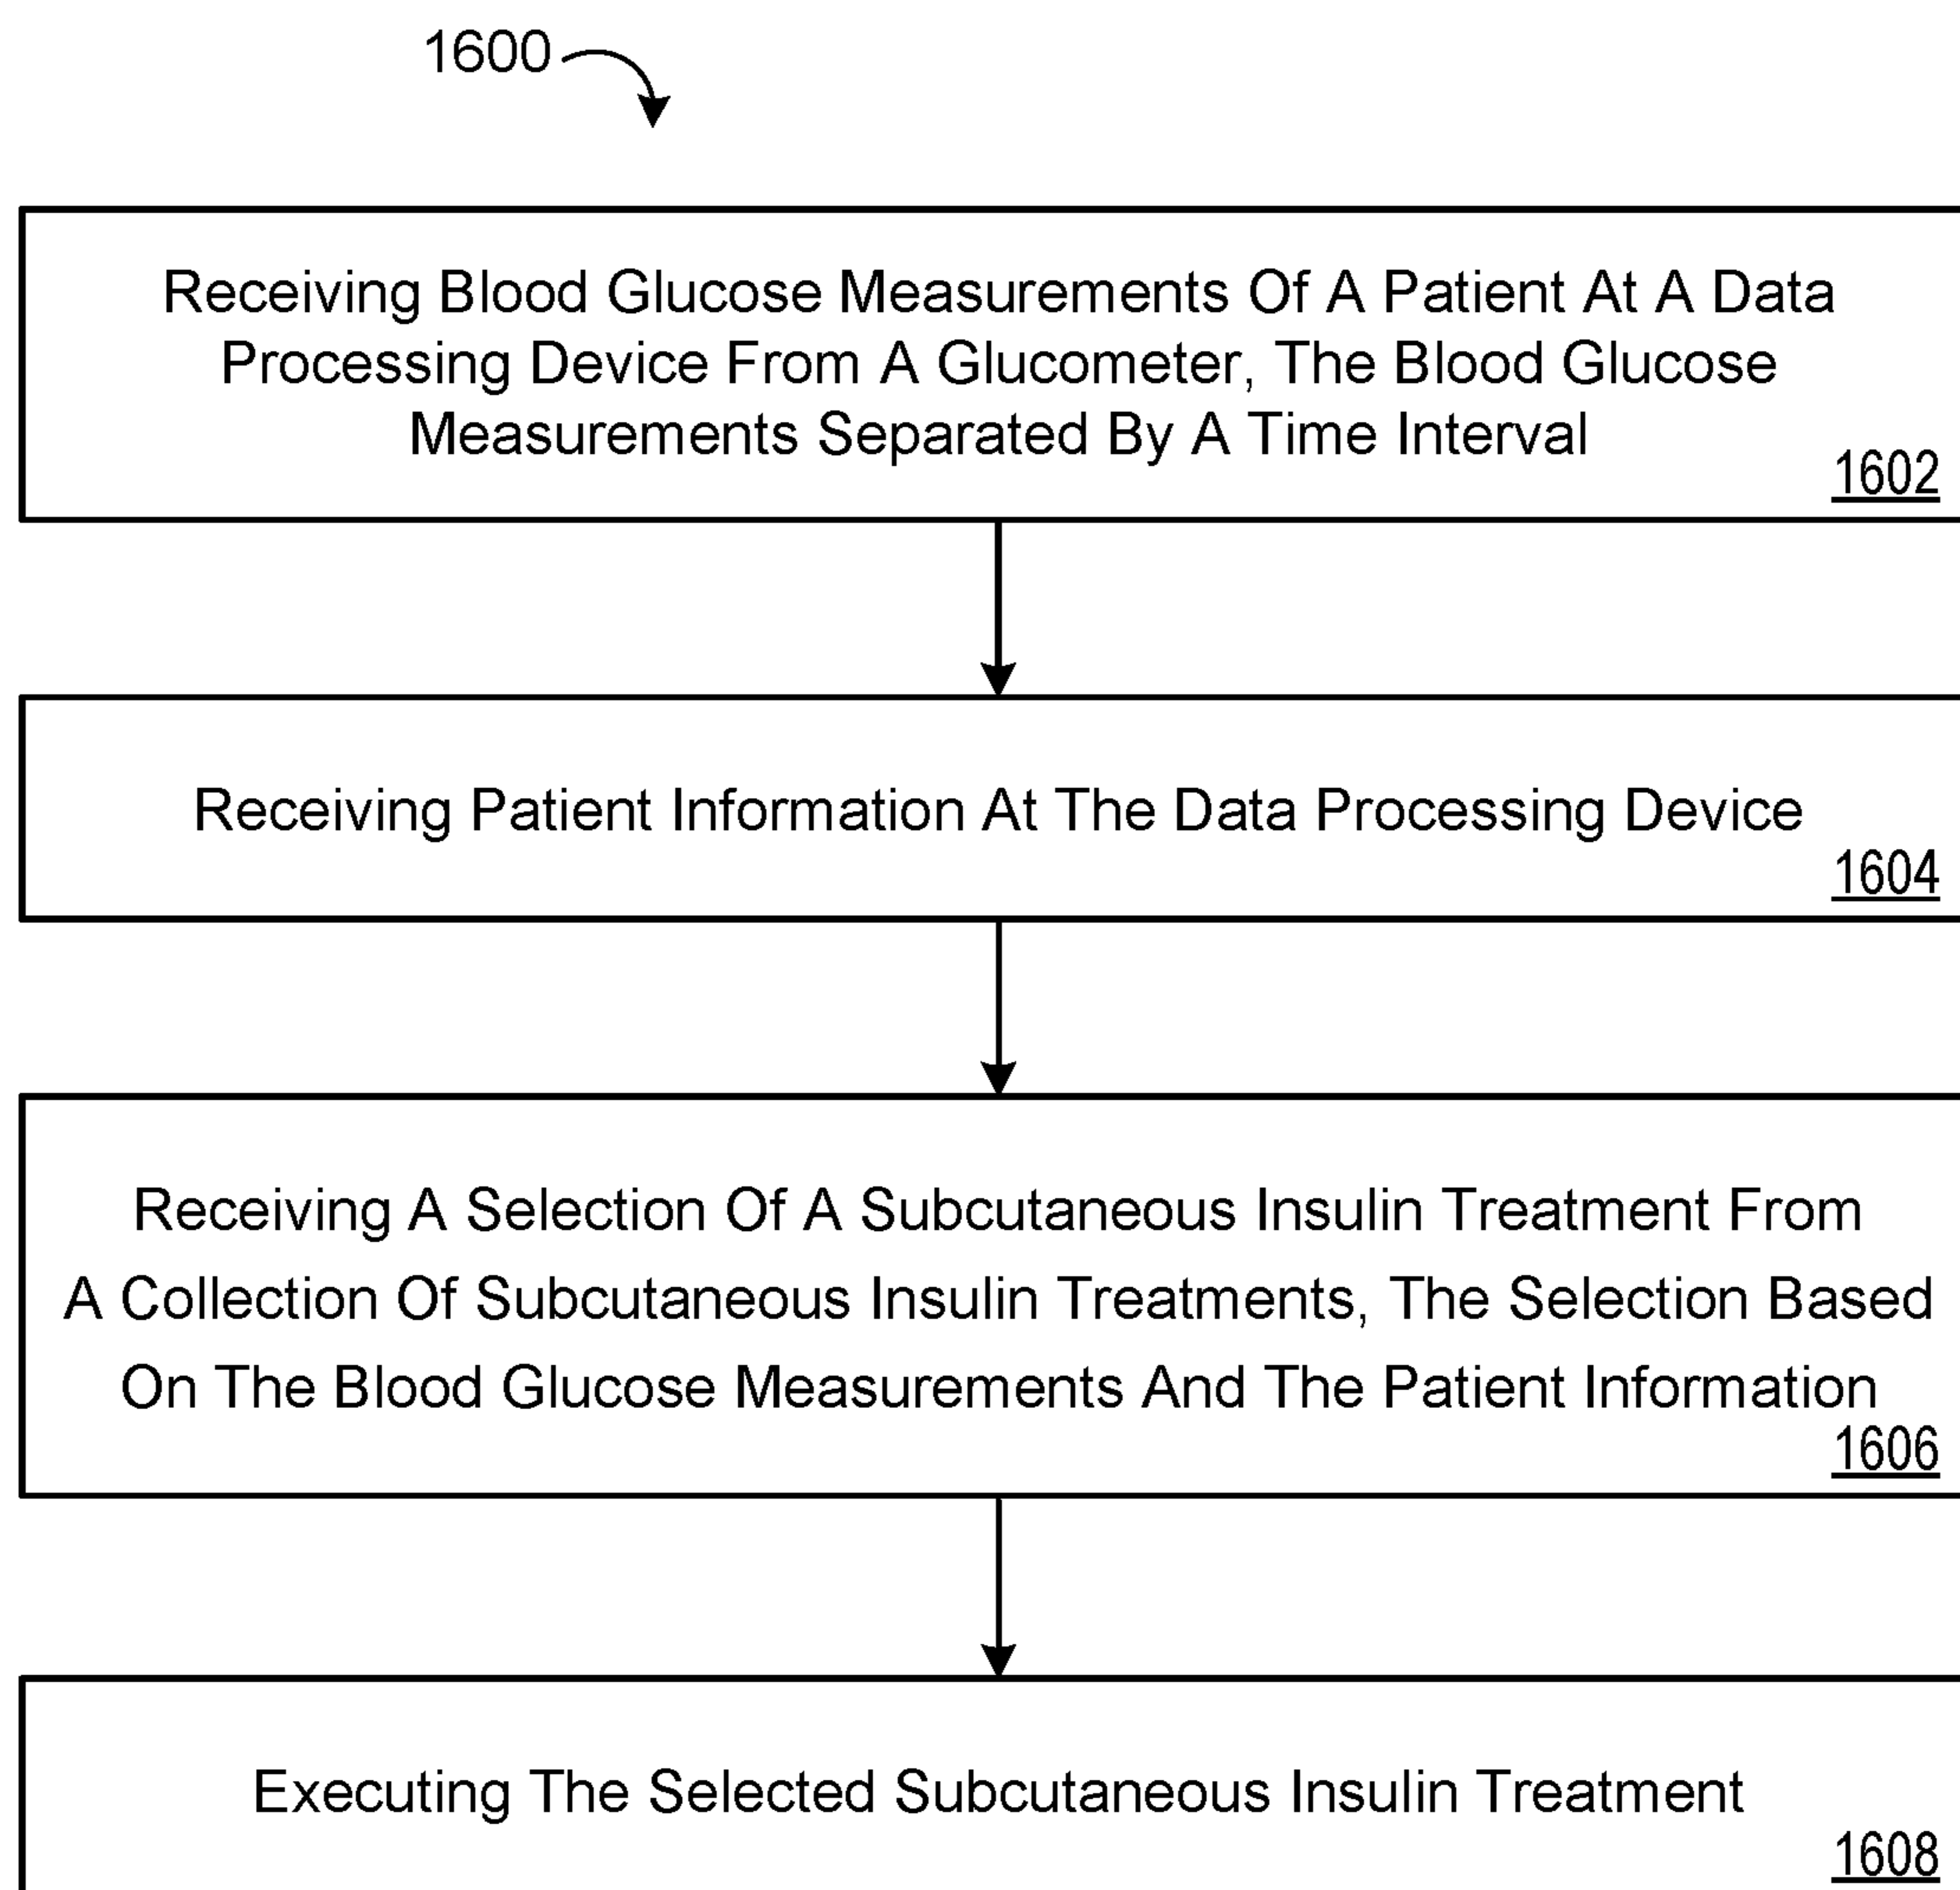 1600
Receiving Blood Glucose Measurements Of A Patient At A Data
Processing Device From A Glucometer, The Blood Glucose
Measurements Separated By A Time Interval
1602
Receiving Patient Information At The Data Processing Device
1604
Receiving A Selection Of A Subcutaneous Insulin Treatment From
A Collection Of Subcutaneous Insulin Treatments, The Selection Based
On The Blood Glucose Measurements And The Patient Information
1606
Executing The Selected Subcutaneous Insulin Treatment
1608